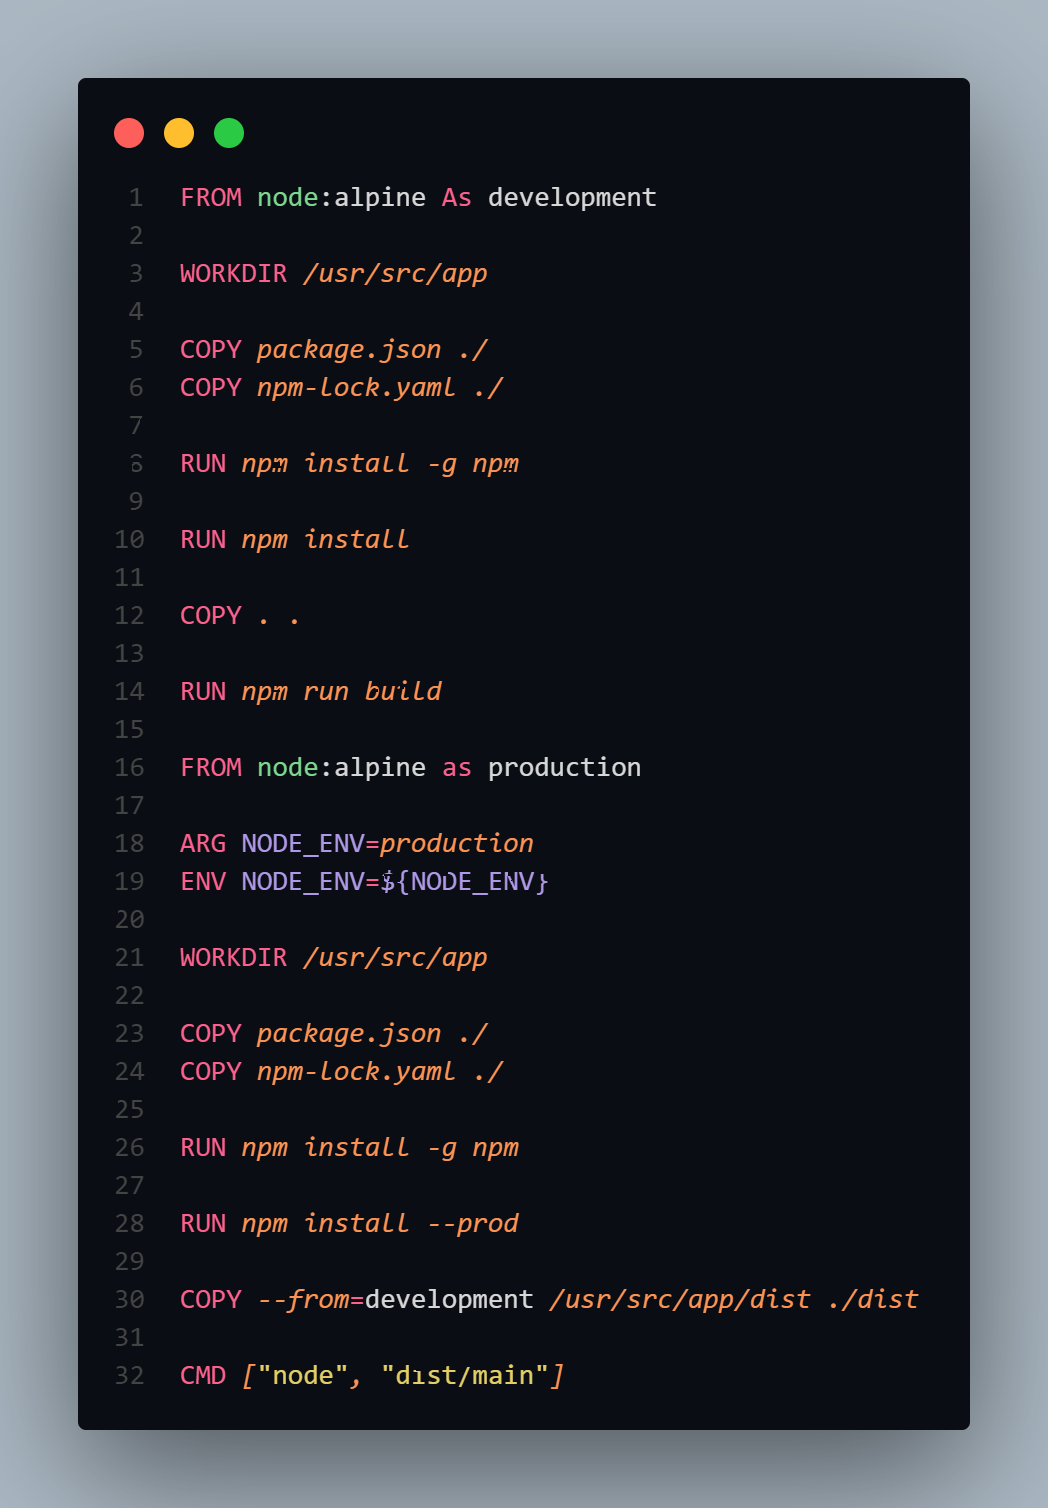 1 FROM node:alpine As development
2
3 WORKDIR /usr/src/app
4
5 COPY package.json ./
6 COPY npm-lock.yaml ./
7
8 RUN npm install -g npm
9
10 RUN npm install
11
12 COPY . .
13
14 RUN npm run build
15
16 FROM node:alpine as production
17
18 ARG NODE_ENV=production
19 ENV NODE_ENV=${NODE_ENV}
20
21 WORKDIR /usr/src/app
22
23 COPY package.json ./
24 COPY npm-lock.yaml ./
25
26 RUN npm install -g npm
27
28 RUN npm install --prod
29
30 COPY --from=development /usr/src/app/dist ./dist
31
32 CMD ["node", "dist/main"]